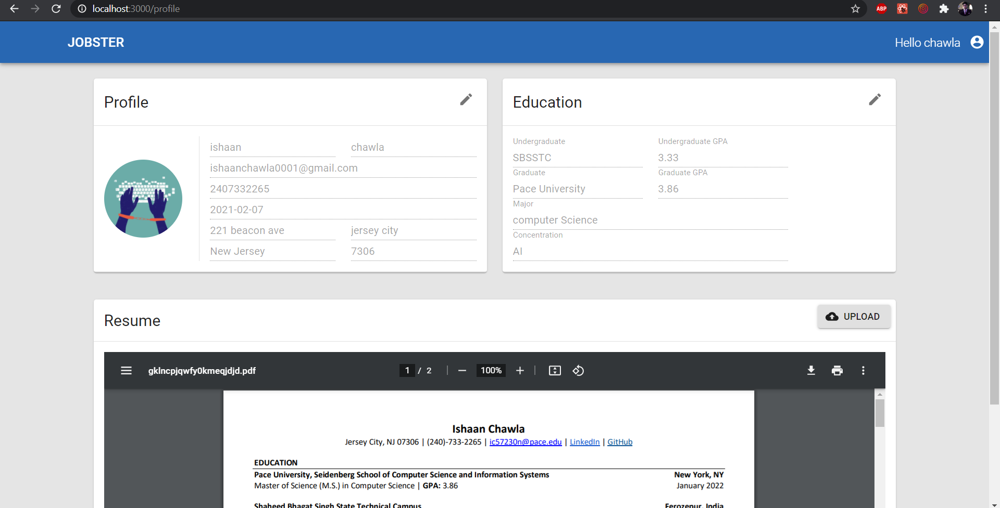 localhost:3000/profile
ABP
JOBSTER
Hello chawla
Profile
ishaan chawla
ishaanchawla0001@gmail.com
2407332265
2021-02-07
221 beacon ave jersey city
New Jersey 7306
Education
Undergraduate Undergraduate GPA
SBSSTC 3.33
Graduate Graduate GPA
Pace University 3.86
Major
computer Science
Concentration
AI
Resume
UPLOAD
gklncpjqwfy0kmeqjdjd.pdf
1 / 2
100%
Ishaan Chawla
Jersey City, NJ 07306 | (240)-733-2265 | ic57230n@pace.edu | LinkedIn | GitHub
EDUCATION
Pace University, Seidenberg School of Computer Science and Information Systems New York, NY
Master of Science (M.S.) in Computer Science | GPA: 3.86 January 2022
Shaheed Bhagat Singh State Technical Campus Ferozepur, India